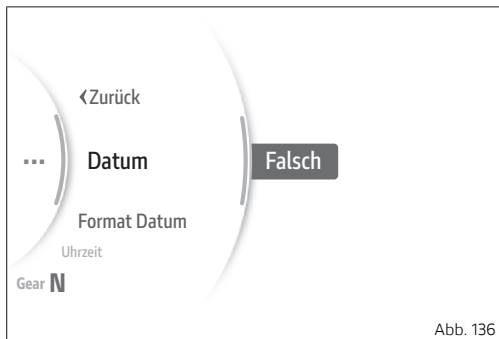 ‹Zurück
... Datum Falsch
Format Datum
Uhrzeit
Gear N
Abb. 136